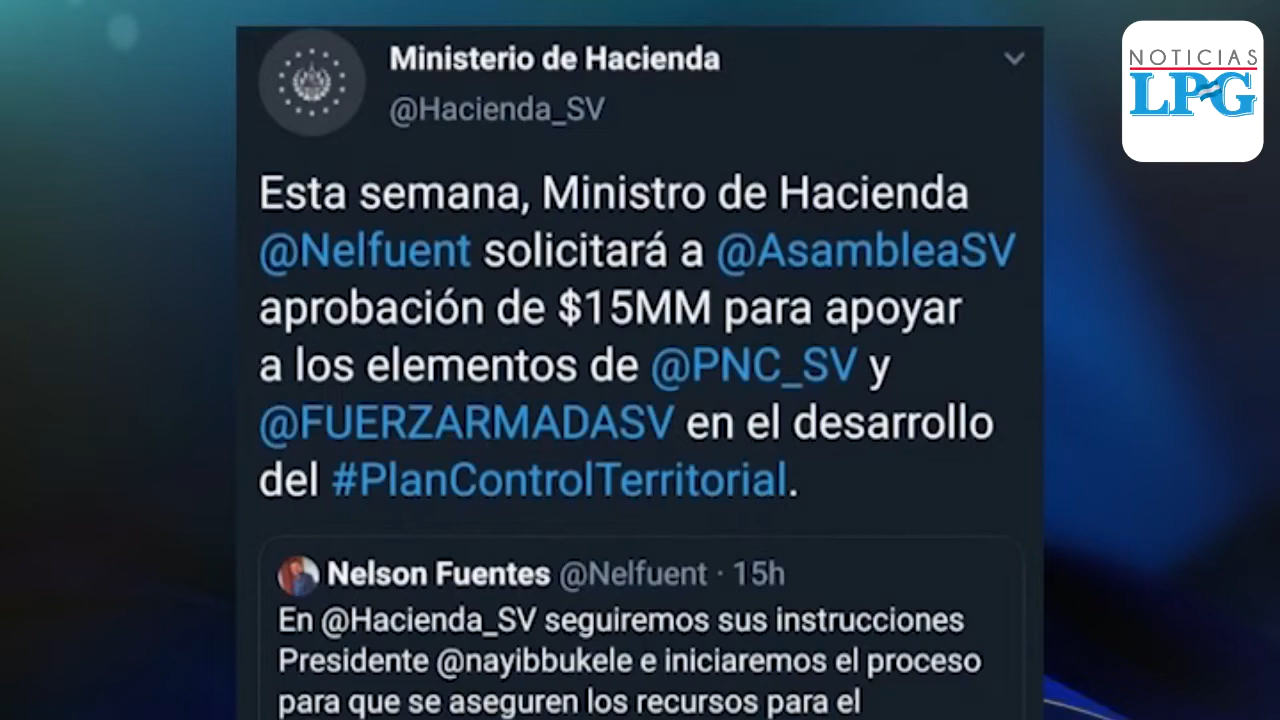 Ministerio de Hacienda
@Hacienda_SV
NOTICIAS
LPG
Esta semana, Ministro de Hacienda
@Nelfuent solicitará a @AsambleaSV
aprobación de $15MM para apoyar
a los elementos de @PNC_SV y
@FUERZARMADASV en el desarrollo
del #PlanControlTerritorial.
Nelson Fuentes @Nelfuent · 15h
En @Hacienda_SV seguiremos sus instrucciones
Presidente @nayibbukele e iniciaremos el proceso
para que se aseguren los recursos para el